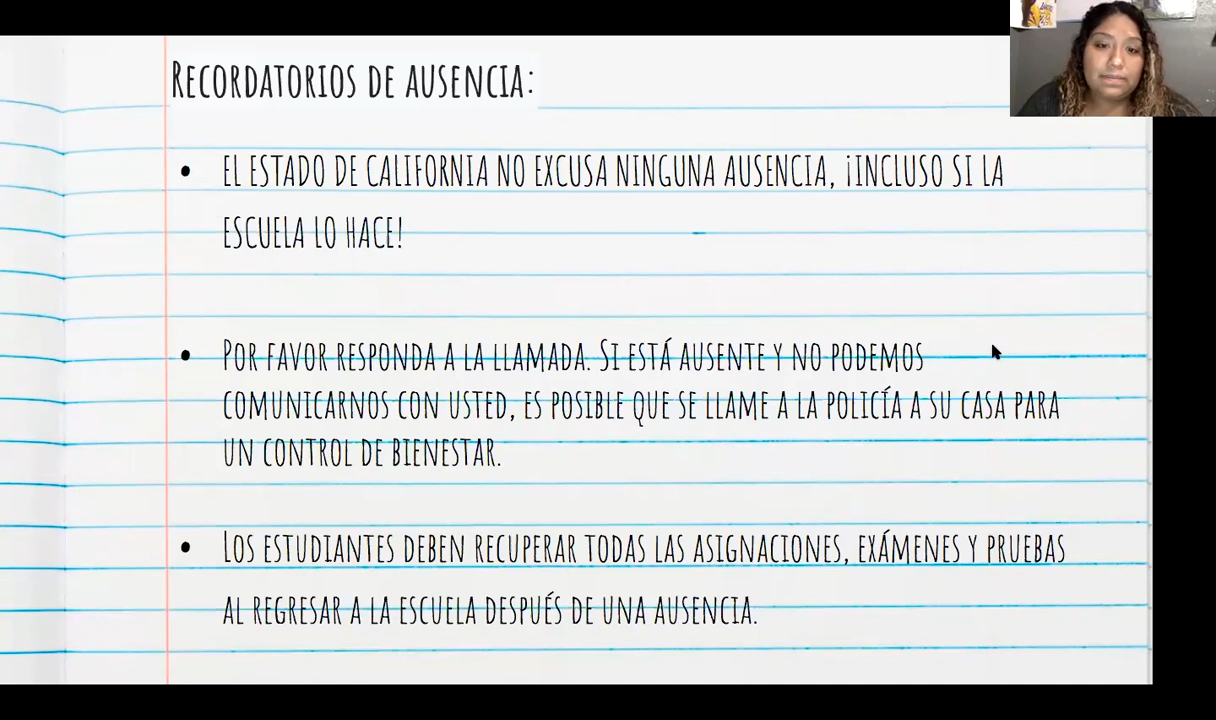 Recordatorios de ausencia:
• EL ESTADO DE CALIFORNIA NO EXCUSA NINGUNA AUSENCIA, ¡INCLUSO SI LA
ESCUELA LO HACE!
• Por favor responda a la llamada. Si está ausente y no podemos
comunicarnos con usted, es posible que se llame a la policía a su casa para
un control de bienestar.
• Los estudiantes deben recuperar todas las asignaciones, exámenes y pruebas
al regresar a la escuela después de una ausencia.